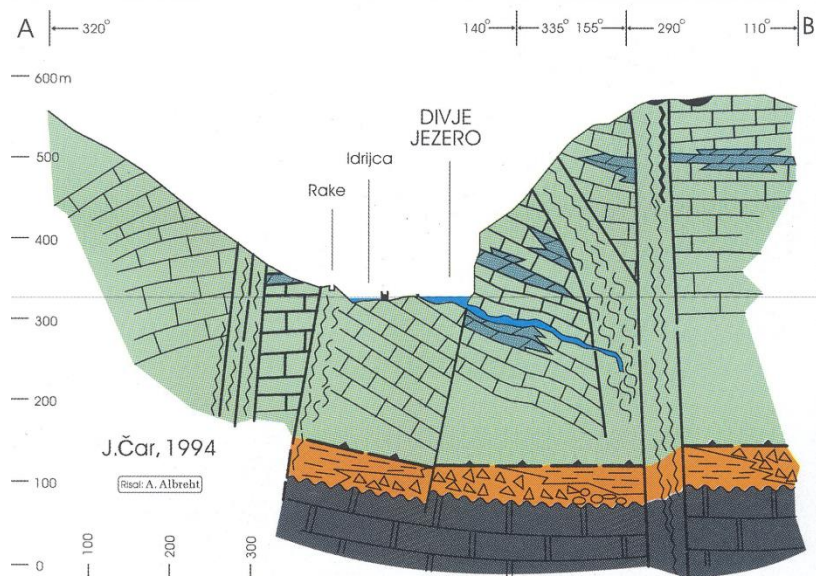 A 320° 140° 335° 155° 290° 110° B
600 m
DIVJE
JEZERO
500
Idrijca
Rake
400
300
200
J.Čar, 1994
Risal: A. Albreht
100
0
100
200
300